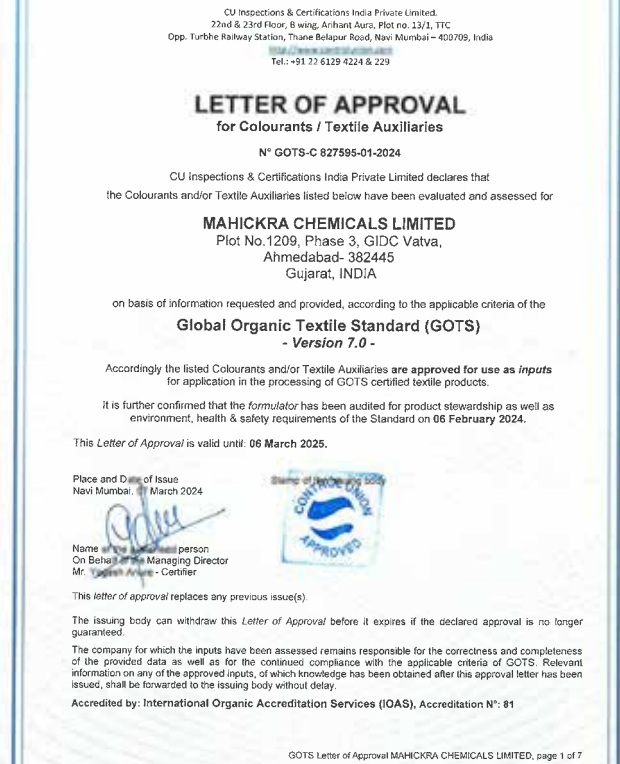 CU Inspections & Certifications India Private Limited.
22nd & 23rd Floor, B wing, Arihant Aura, Plot no. 13/1, TTC
Opp. Turbhe Railway Station, Thane Belapur Road, Navi Mumbai – 400709, India
Tel.: +91 22 6129 4224 & 229
LETTER OF APPROVAL
for Colourants / Textile Auxiliaries
N° GOTS-C 827595-01-2024
CU Inspections & Certifications India Private Limited declares that
the Colourants and/or Textile Auxiliaries listed below have been evaluated and assessed for
MAHICKRA CHEMICALS LIMITED
Plot No.1209, Phase 3, GIDC Vatva,
Ahmedabad- 382445
Gujarat, INDIA
on basis of information requested and provided, according to the applicable criteria of the
Global Organic Textile Standard (GOTS)
- Version 7.0 -
Accordingly the listed Colourants and/or Textile Auxiliaries are approved for use as inputs
for application in the processing of GOTS certified textile products.
It is further confirmed that the formulator has been audited for product stewardship as well as
environment, health & safety requirements of the Standard on 06 February 2024.
This Letter of Approval is valid until: 06 March 2025.
Place and Date of Issue
Navi Mumbai, March 2024
Stamp of the issuing body
CONTROL UNION
APPROVED
Name person
On Behalf of the Managing Director
Mr. - Certifier
This letter of approval replaces any previous issue(s).
The issuing body can withdraw this Letter of Approval before it expires if the declared approval is no longer
guaranteed.
The company for which the inputs have been assessed remains responsible for the correctness and completeness
of the provided data as well as for the continued compliance with the applicable criteria of GOTS. Relevant
information on any of the approved inputs, of which knowledge has been obtained after this approval letter has been
issued, shall be forwarded to the issuing body without delay.
Accredited by: International Organic Accreditation Services (IOAS), Accreditation N°: 81
GOTS Letter of Approval MAHICKRA CHEMICALS LIMITED, page 1 of 7